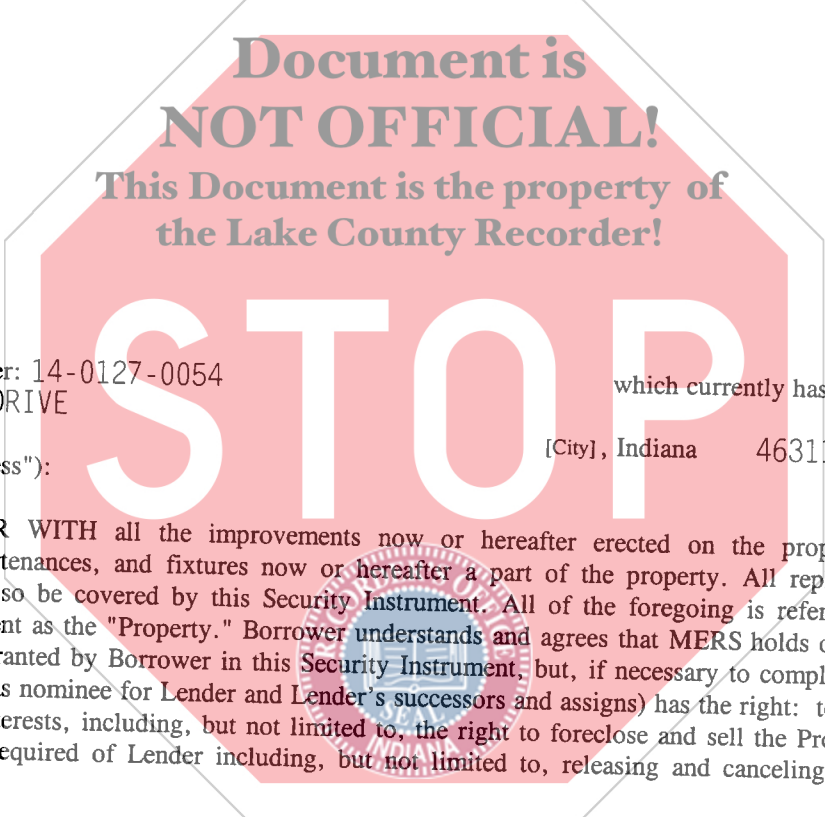 Document is
NOT OFFICIAL!
This Document is the property of
the Lake County Recorder!
STOP
er: 14-0127-0054
DRIVE
which currently has
[City], Indiana 46311
ss"):
R WITH all the improvements now or hereafter erected on the prop
tenances, and fixtures now or hereafter a part of the property. All rep
so be covered by this Security Instrument. All of the foregoing is refer
nt as the "Property." Borrower understands and agrees that MERS holds o
ranted by Borrower in this Security Instrument, but, if necessary to compl
s nominee for Lender and Lender's successors and assigns) has the right: t
erests, including, but not limited to, the right to foreclose and sell the Pro
equired of Lender including, but not limited to, releasing and canceling
SEAL
INDIANA